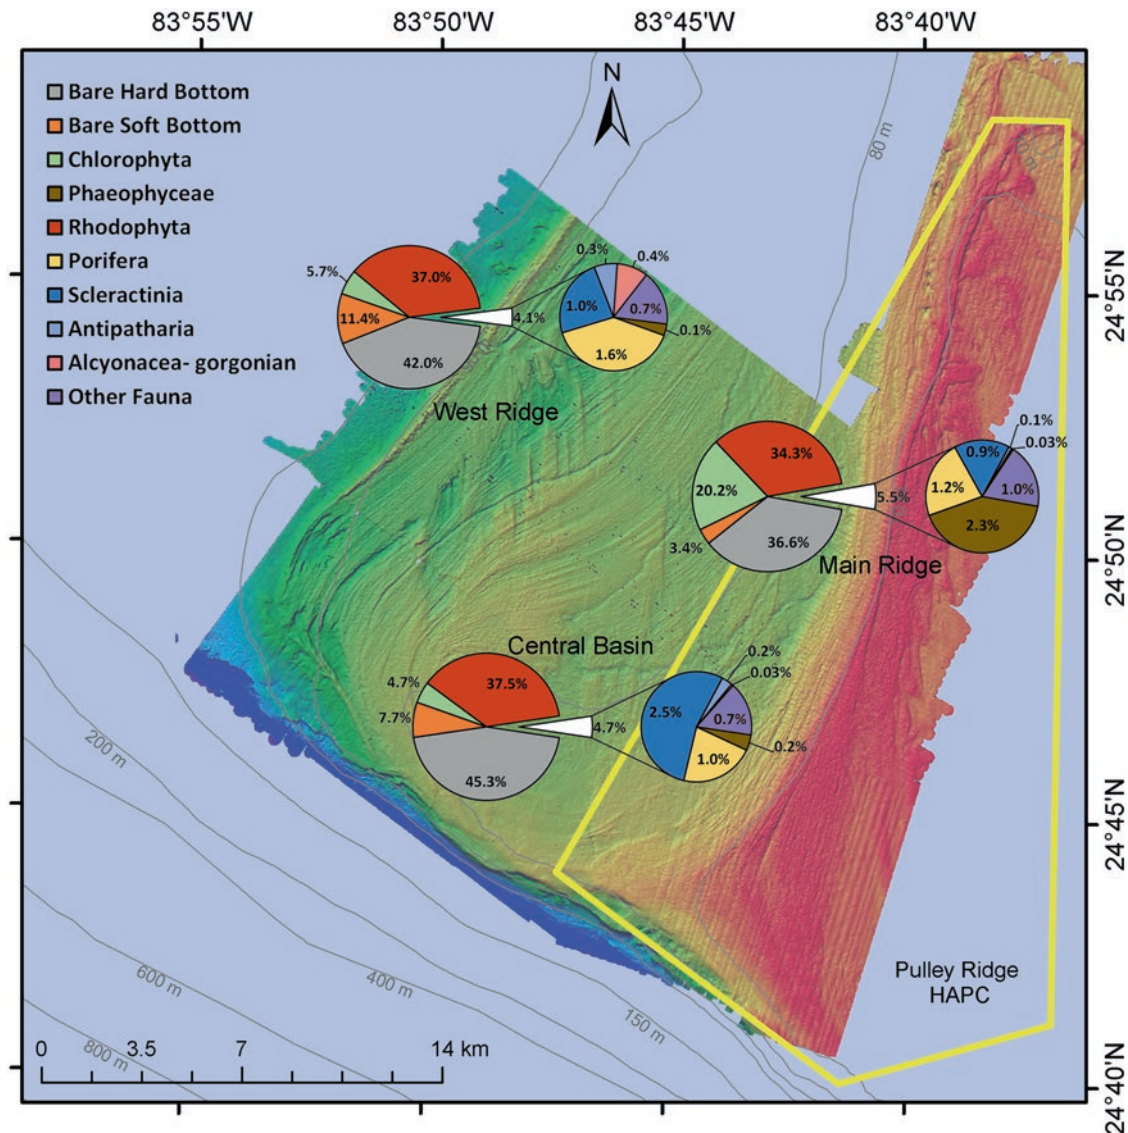 83°55'W 83°50'W 83°45'W 83°40'W
N
Bare Hard Bottom
Bare Soft Bottom
Chlorophyta
Phaeophyceae
Rhodophyta
Porifera
Scleractinia
Antipatharia
Alcyonacea- gorgonian
Other Fauna
80 m
24°55'N
24°50'N
24°45'N
24°40'N
5.7%
37.0%
11.4%
42.0%
4.1%
0.3%
0.4%
1.0%
0.7%
0.1%
1.6%
West Ridge
34.3%
20.2%
3.4%
36.6%
5.5%
0.1%
0.03%
0.9%
1.2%
1.0%
2.3%
Main Ridge
Central Basin
4.7%
37.5%
7.7%
45.3%
4.7%
0.2%
0.03%
2.5%
0.7%
0.2%
1.0%
200 m
600 m
400 m
150 m
800 m
Pulley Ridge
HAPC
0 3.5 7 14 km